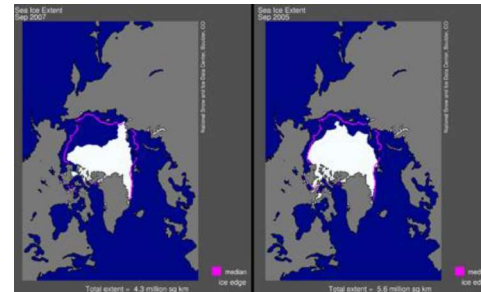 Sea Ice Extent
Sep 2007
National Snow and Ice Data Center, Boulder, CO
median
ice edge
Total extent = 4.3 million sq km
Sea Ice Extent
Sep 2005
National Snow and Ice Data Center, Boulder, CO
median
ice edge
Total extent = 5.6 million sq km